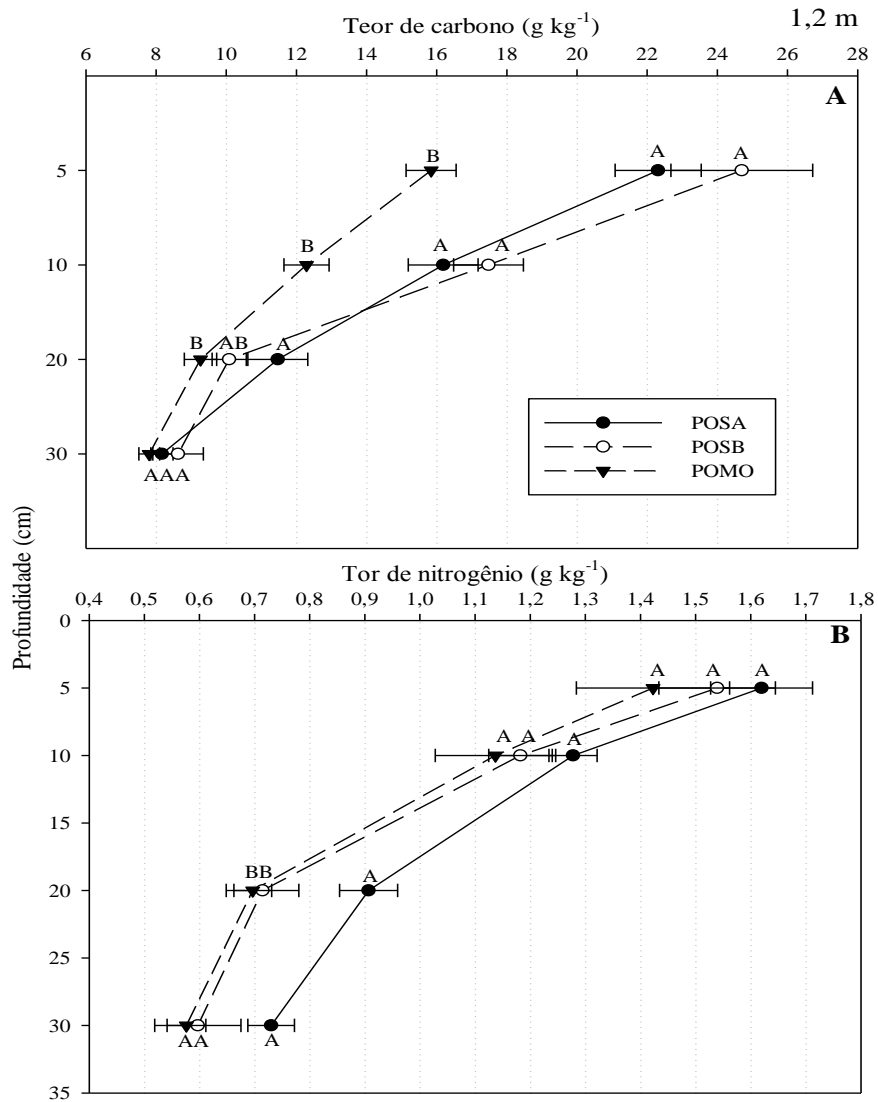 Teor de carbono (g kg⁻¹) 1,2 m
6 8 10 12 14 16 18 20 22 24 26 28
A
B A A
5
B A A
10
B AB A
20
30
AAA
POSA
POSB
POMO
Profundidade (cm)
Tor de nitrogênio (g kg⁻¹)
0,4 0,5 0,6 0,7 0,8 0,9 1,0 1,1 1,2 1,3 1,4 1,5 1,6 1,7 1,8
0
B
A A A
5
A A A
10
15
BB A
20
25
30
AA A
35